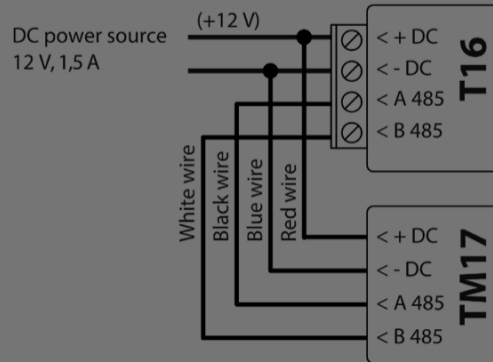 (+12 V)
DC power source
12 V, 1,5 A
< + DC
< - DC
< A 485
< B 485
T16
White wire
Black wire
Blue wire
Red wire
< + DC
< - DC
< A 485
< B 485
TM17